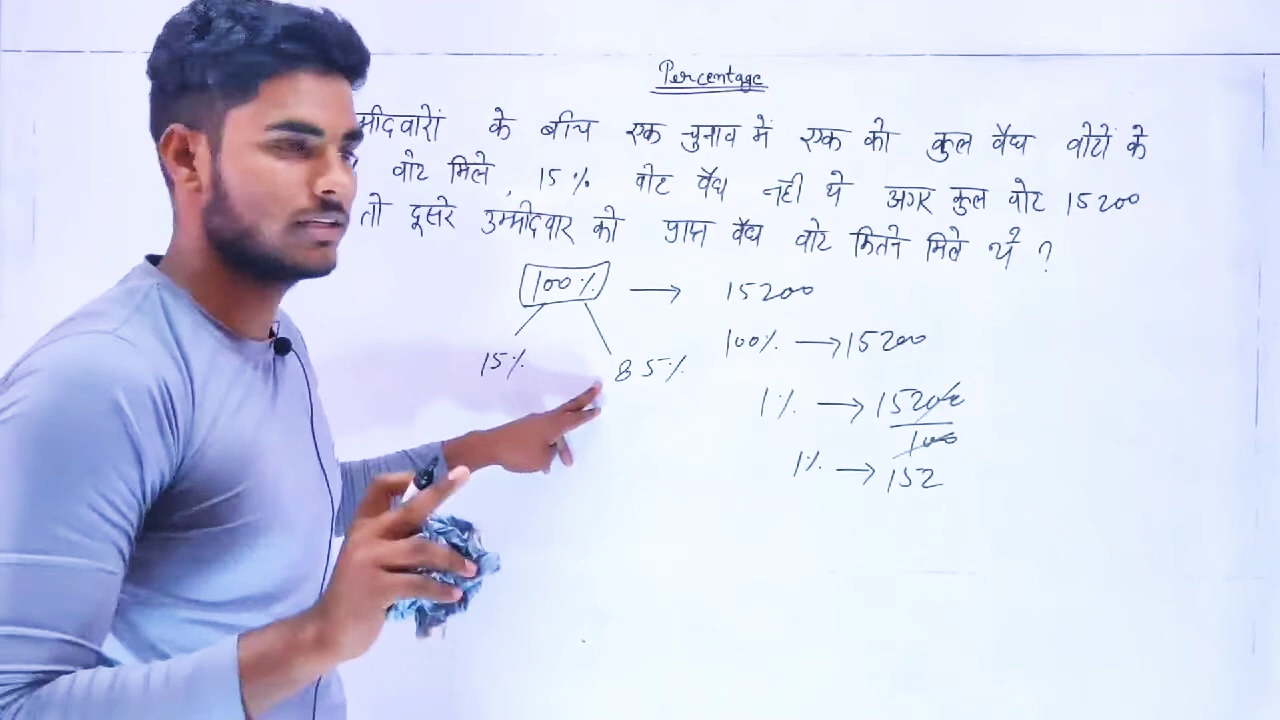 Percentage
मीदवारों के बीच एक चुनाव में एक को कुल वैध वोटों के
वोट मिले, 15% वोट वैध नही थे अगर कुल वोट 15200
तो दूसरे उम्मीदवार को प्राप्त वैध वोट कितने मिले थे ?
100% → 15200
15% 85%
100% → 15200
1% → 15200/100
1% → 152